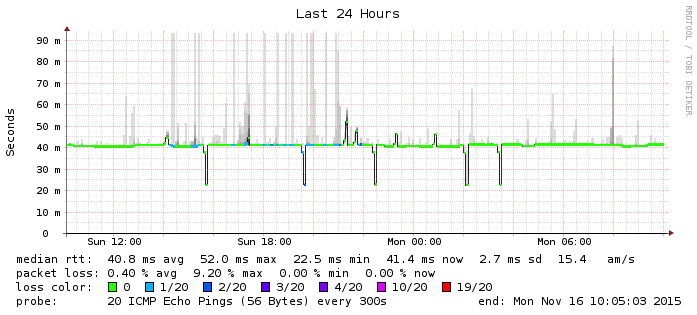 Last 24 Hours
RRDTOOL / TOBI OETIKER
Seconds
90 m
80 m
70 m
60 m
50 m
40 m
30 m
20 m
10 m
0
Sun 12:00 Sun 18:00 Mon 00:00 Mon 06:00
median rtt: 40.8 ms avg 52.0 ms max 22.5 ms min 41.4 ms now 2.7 ms sd 15.4 am/s
packet loss: 0.40 % avg 9.20 % max 0.00 % min 0.00 % now
loss color: 0 1/20 2/20 3/20 4/20 10/20 19/20
probe: 20 ICMP Echo Pings (56 Bytes) every 300s end: Mon Nov 16 10:05:03 2015